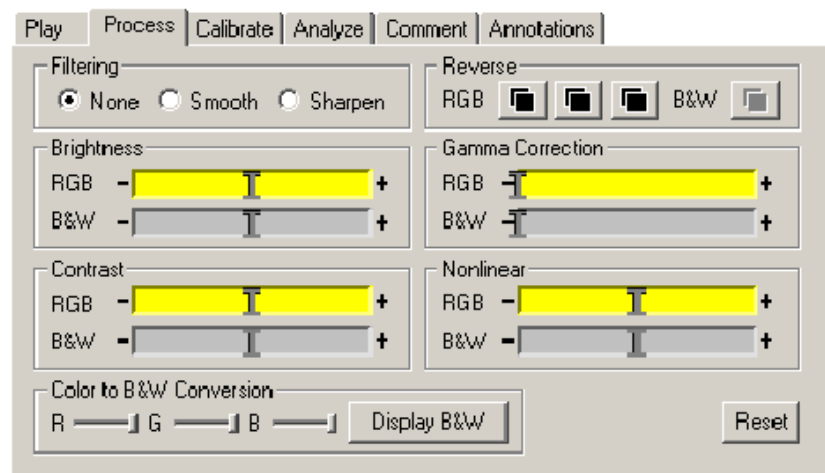 Play Process Calibrate Analyze Comment Annotations
Filtering
None Smooth Sharpen
Reverse
RGB B&W
Brightness
RGB - +
B&W - +
Gamma Correction
RGB - +
B&W - +
Contrast
RGB - +
B&W - +
Nonlinear
RGB - +
B&W - +
Color to B&W Conversion
R G B Display B&W
Reset